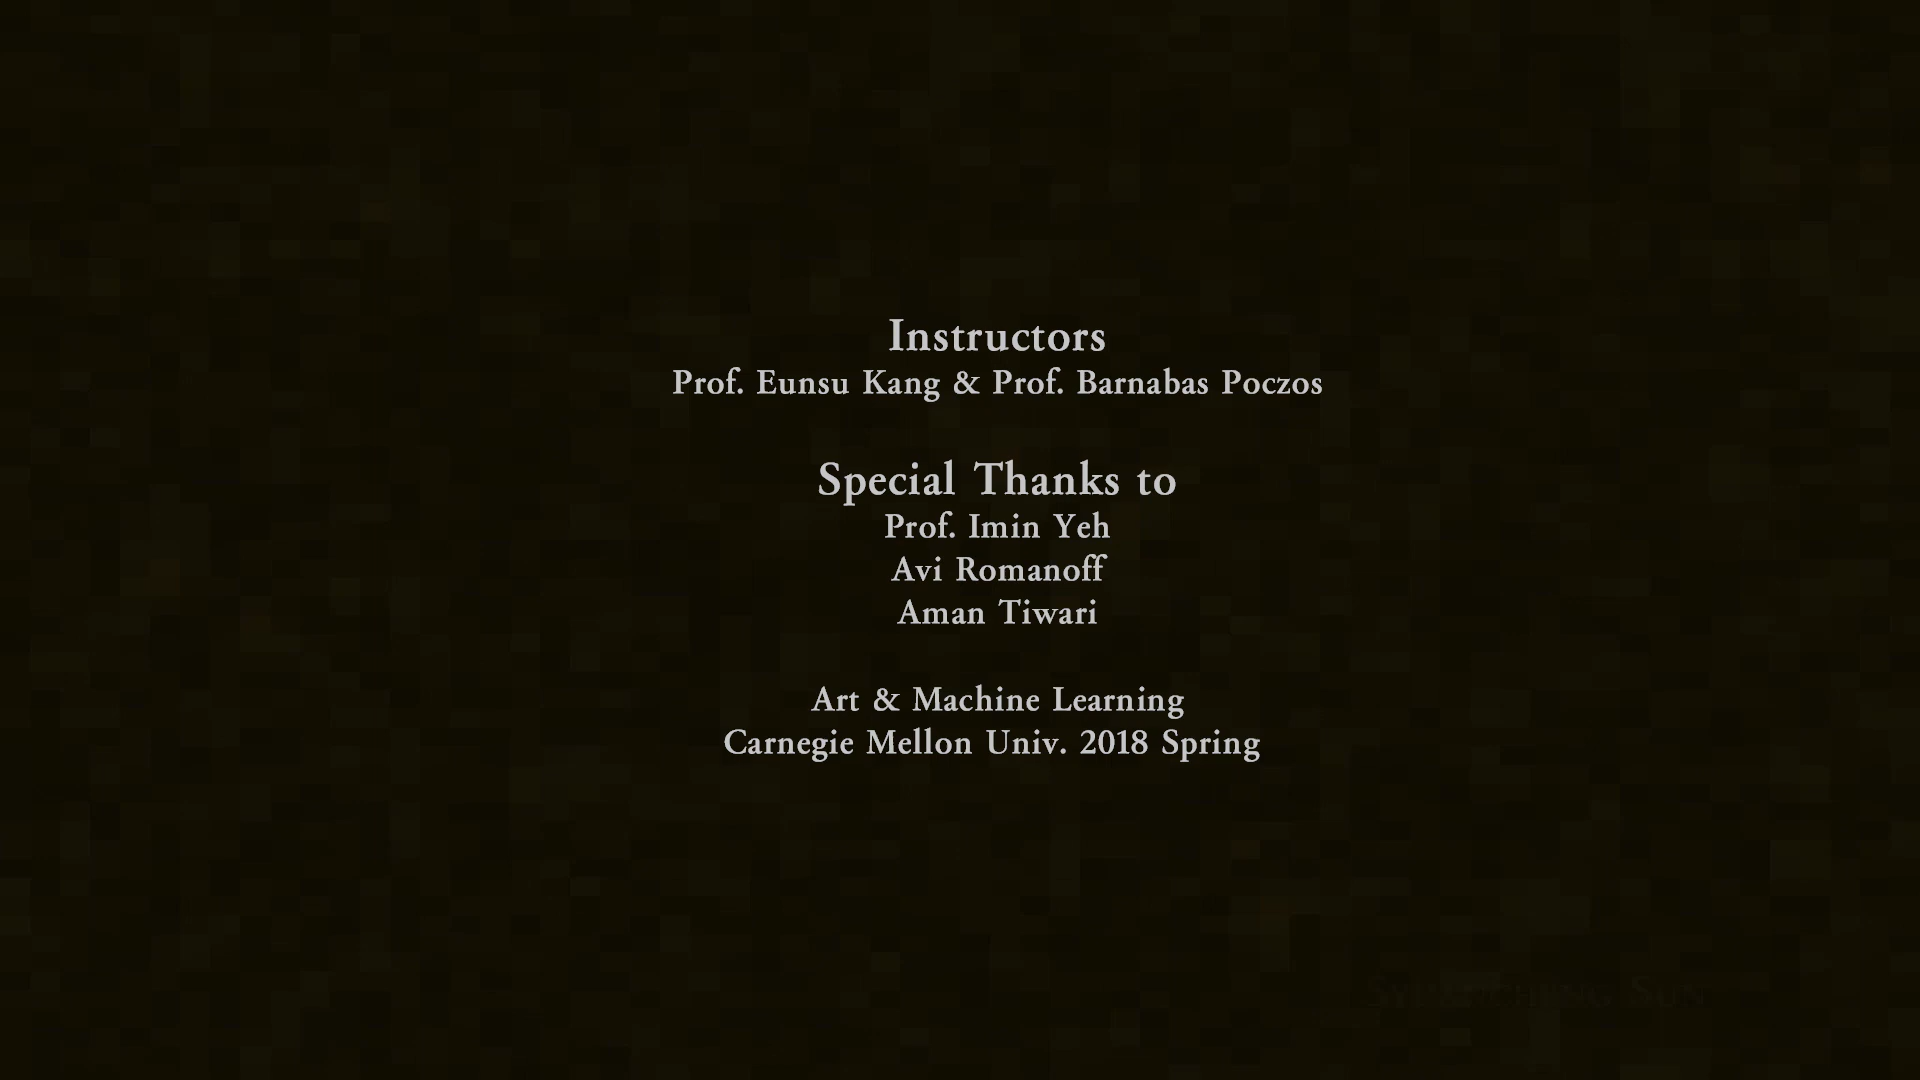 Instructors
Prof. Eunsu Kang & Prof. Barnabas Poczos
Special Thanks to
Prof. Imin Yeh
Avi Romanoff
Aman Tiwari
Art & Machine Learning
Carnegie Mellon Univ. 2018 Spring